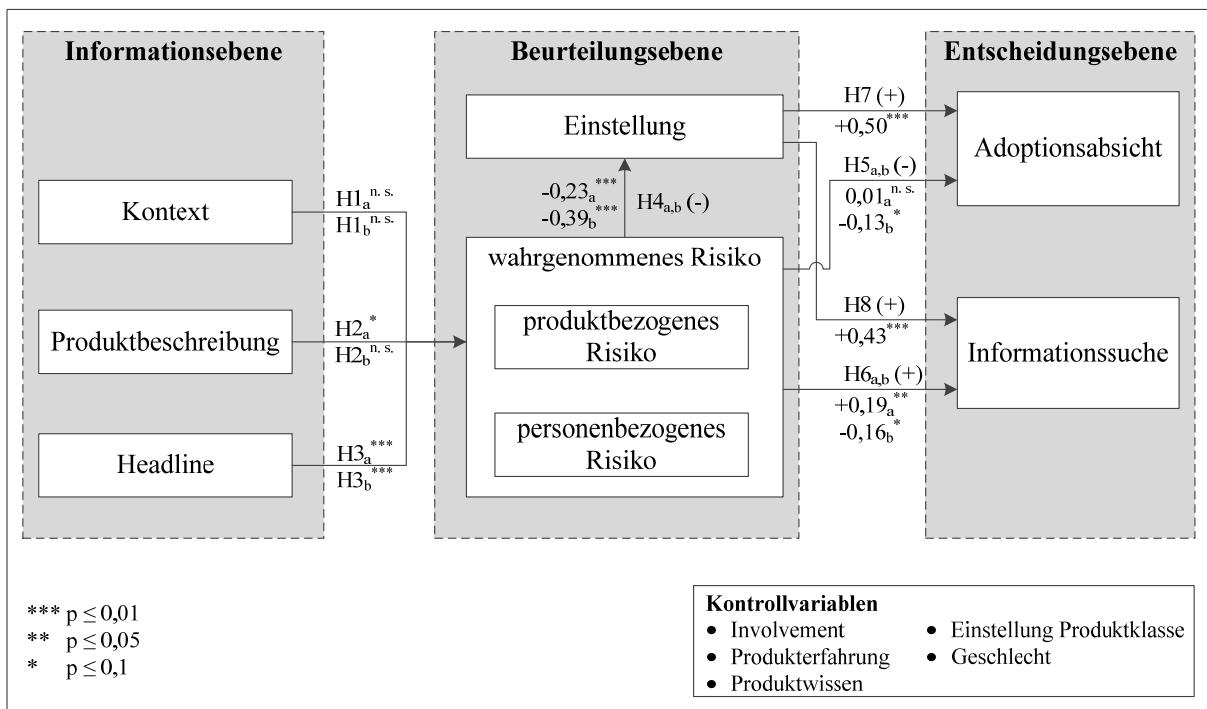 Informationsebene
Kontext
Produktbeschreibung
Headline
H1a n. s.
H1b n. s.
H2a *
H2b n. s.
H3a ***
H3b ***
Beurteilungsebene
Einstellung
-0,23a ***
-0,39b ***
H4a,b (-)
wahrgenommenes Risiko
produktbezogenes
Risiko
personenbezogenes
Risiko
H7 (+)
+0,50***
H5a,b (-)
0,01a n. s.
-0,13b *
H8 (+)
+0,43***
H6a,b (+)
+0,19a **
-0,16b *
Entscheidungsebene
Adoptionsabsicht
Informationssuche
*** p ≤ 0,01
** p ≤ 0,05
* p ≤ 0,1
Kontrollvariablen
• Involvement
• Produkterfahrung
• Produktwissen
• Einstellung Produktklasse
• Geschlecht